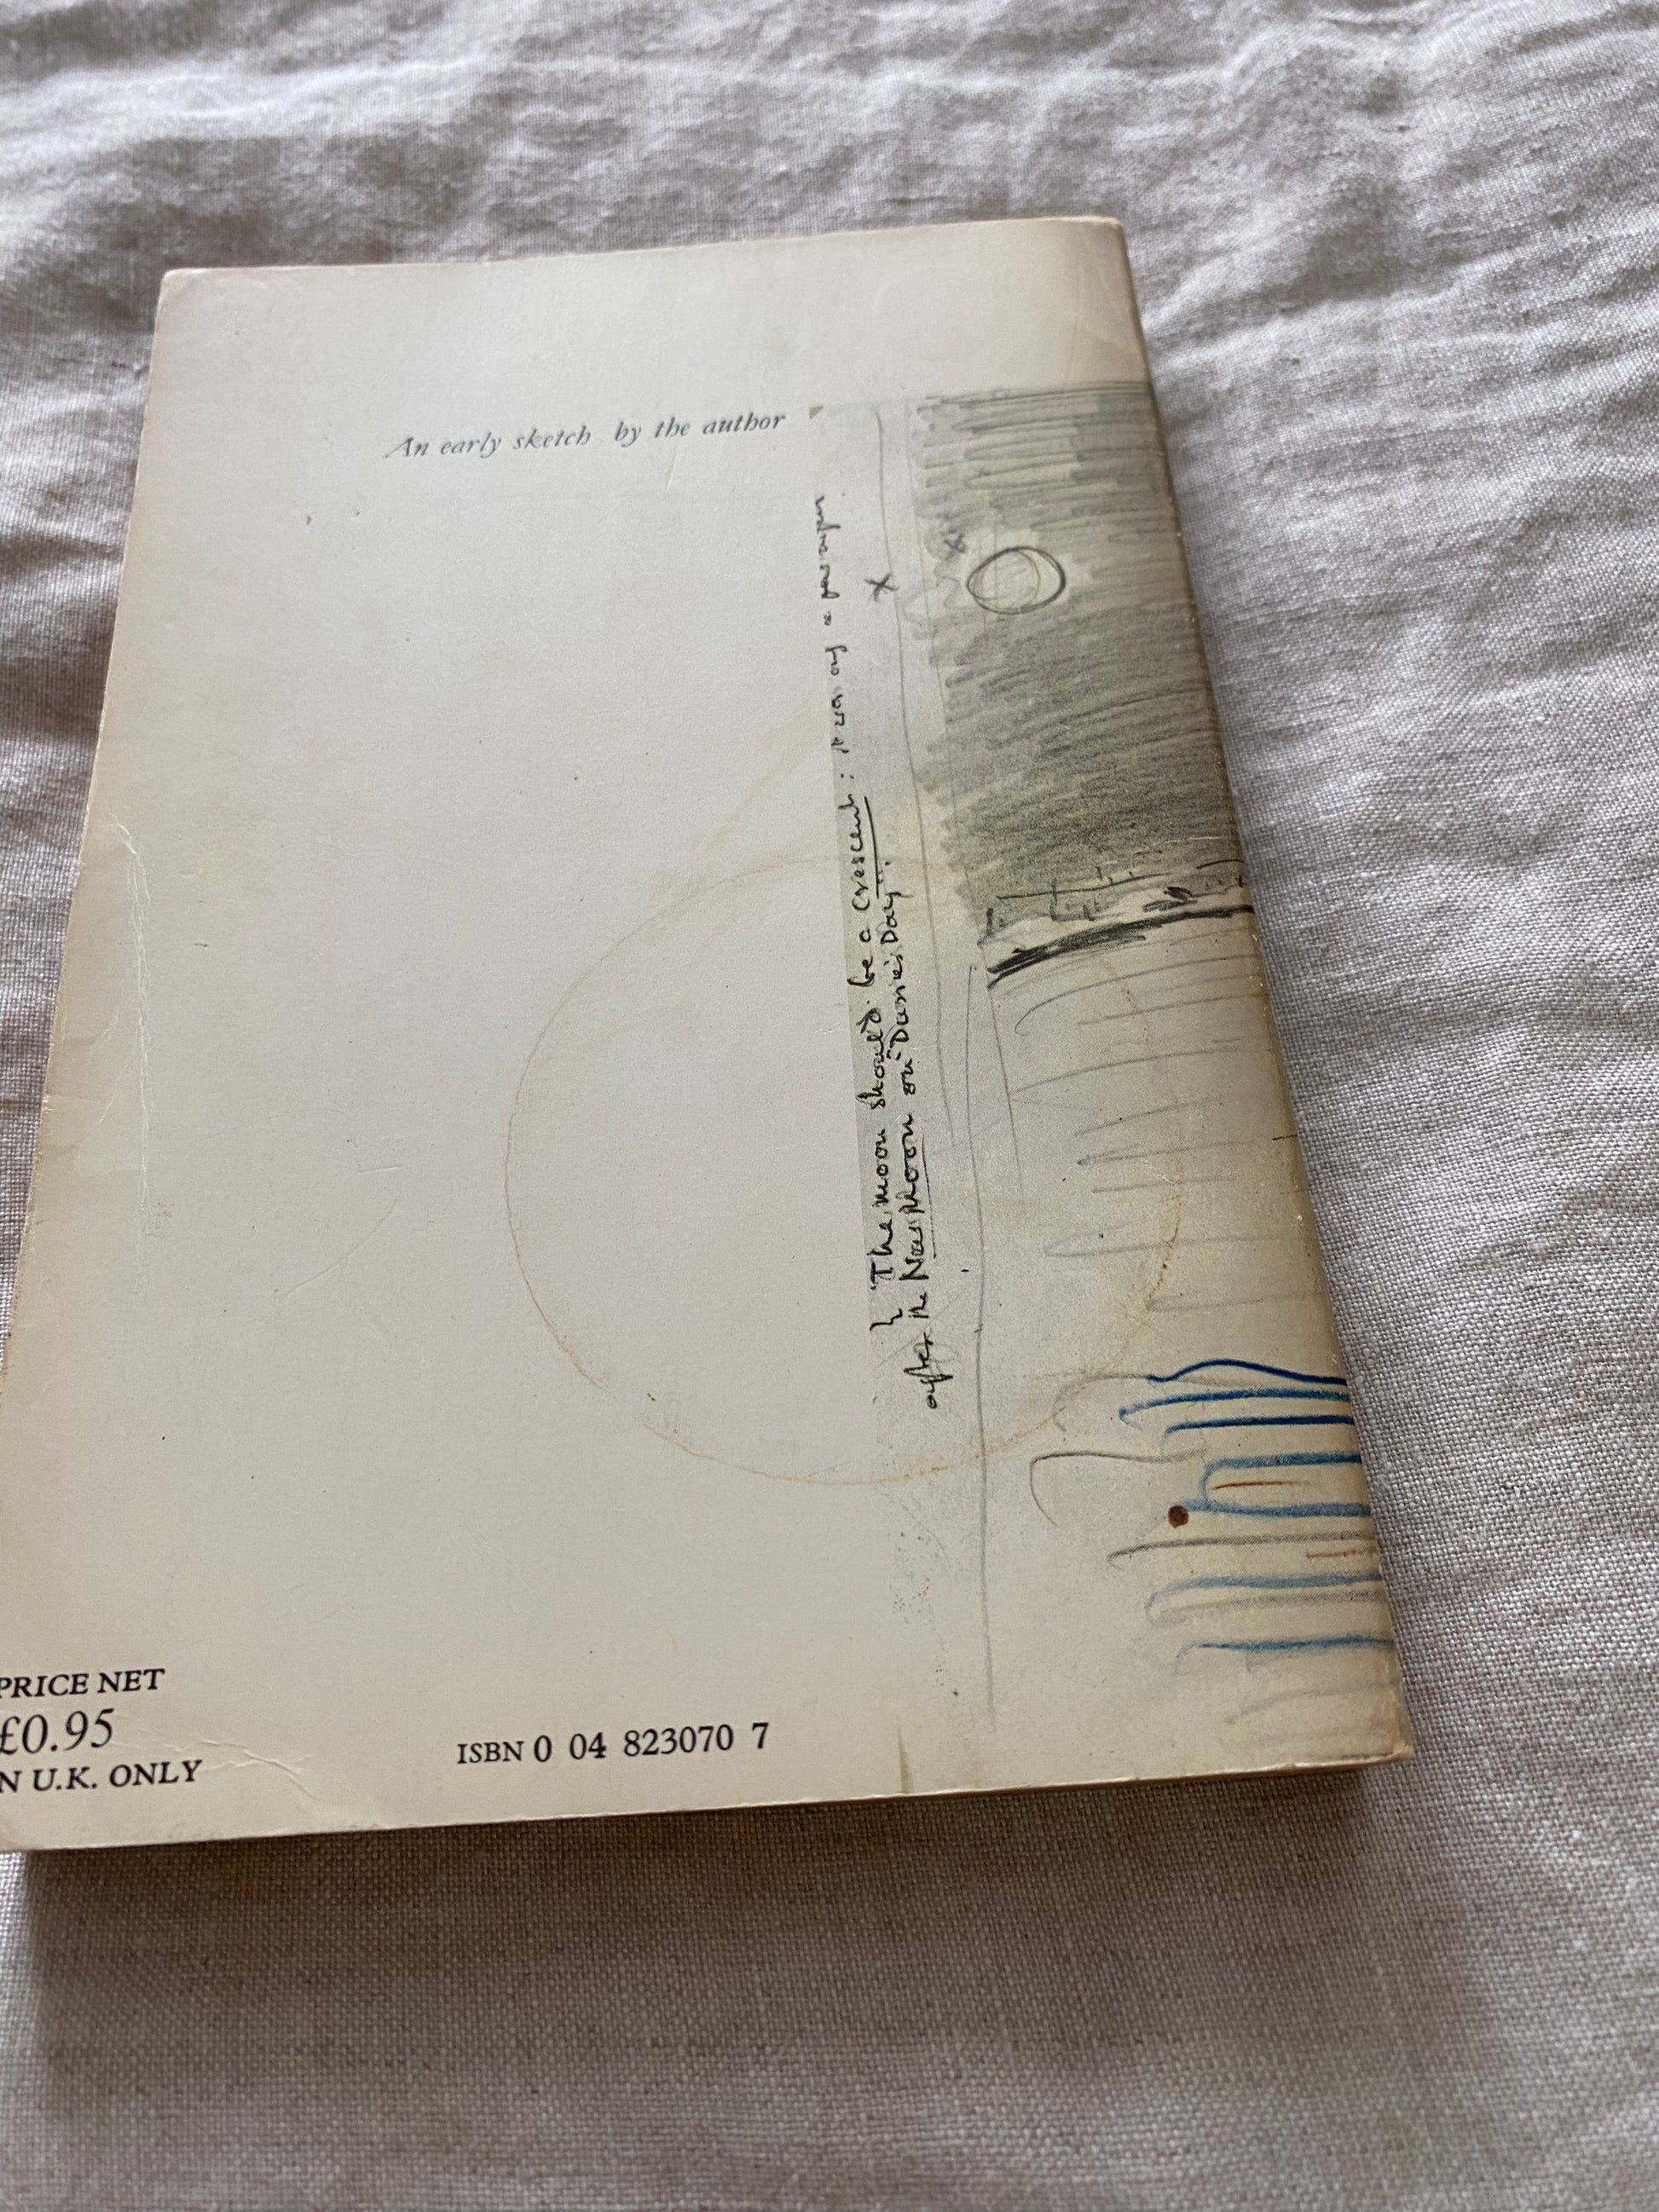 An early sketch by the author
The moon should be a crescent: it was only a few nights
after the New Moon on "Durin's Day".
PRICE NET
£0.95
N U.K. ONLY
ISBN 0 04 823070 7